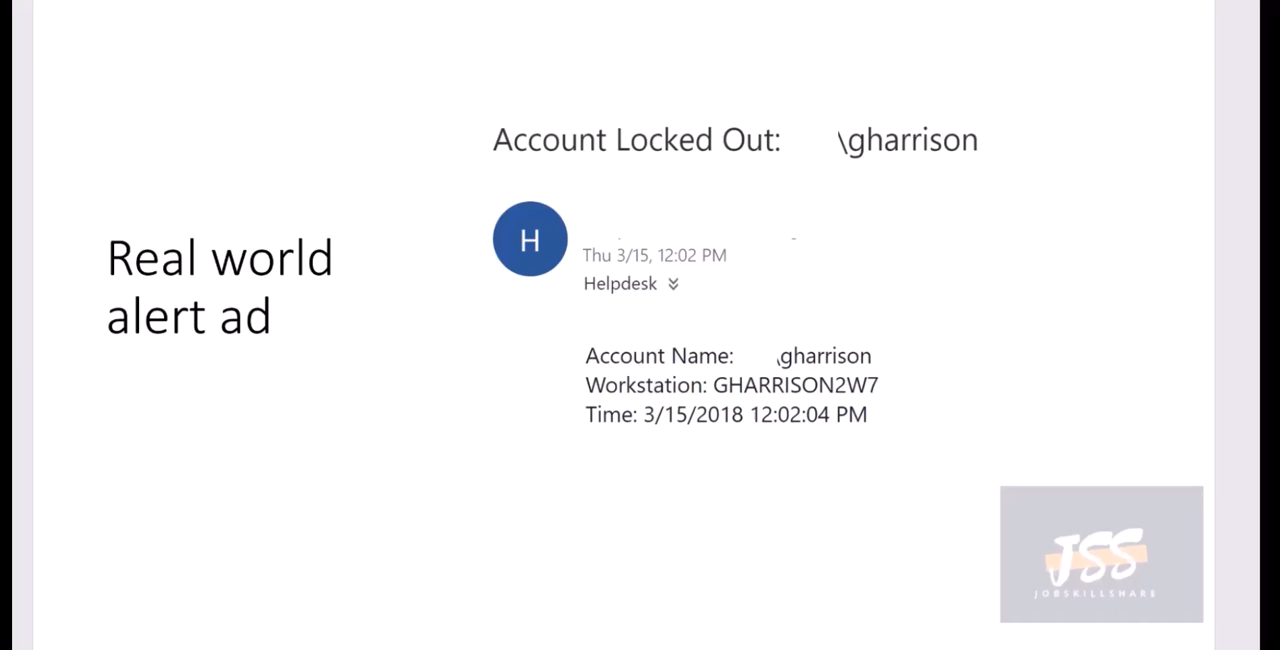 Real world
alert ad
Account Locked Out: \gharrison
H
Thu 3/15, 12:02 PM
Helpdesk
Account Name: \gharrison
Workstation: GHARRISON2W7
Time: 3/15/2018 12:02:04 PM
JSS
JOBSKILLSHARE